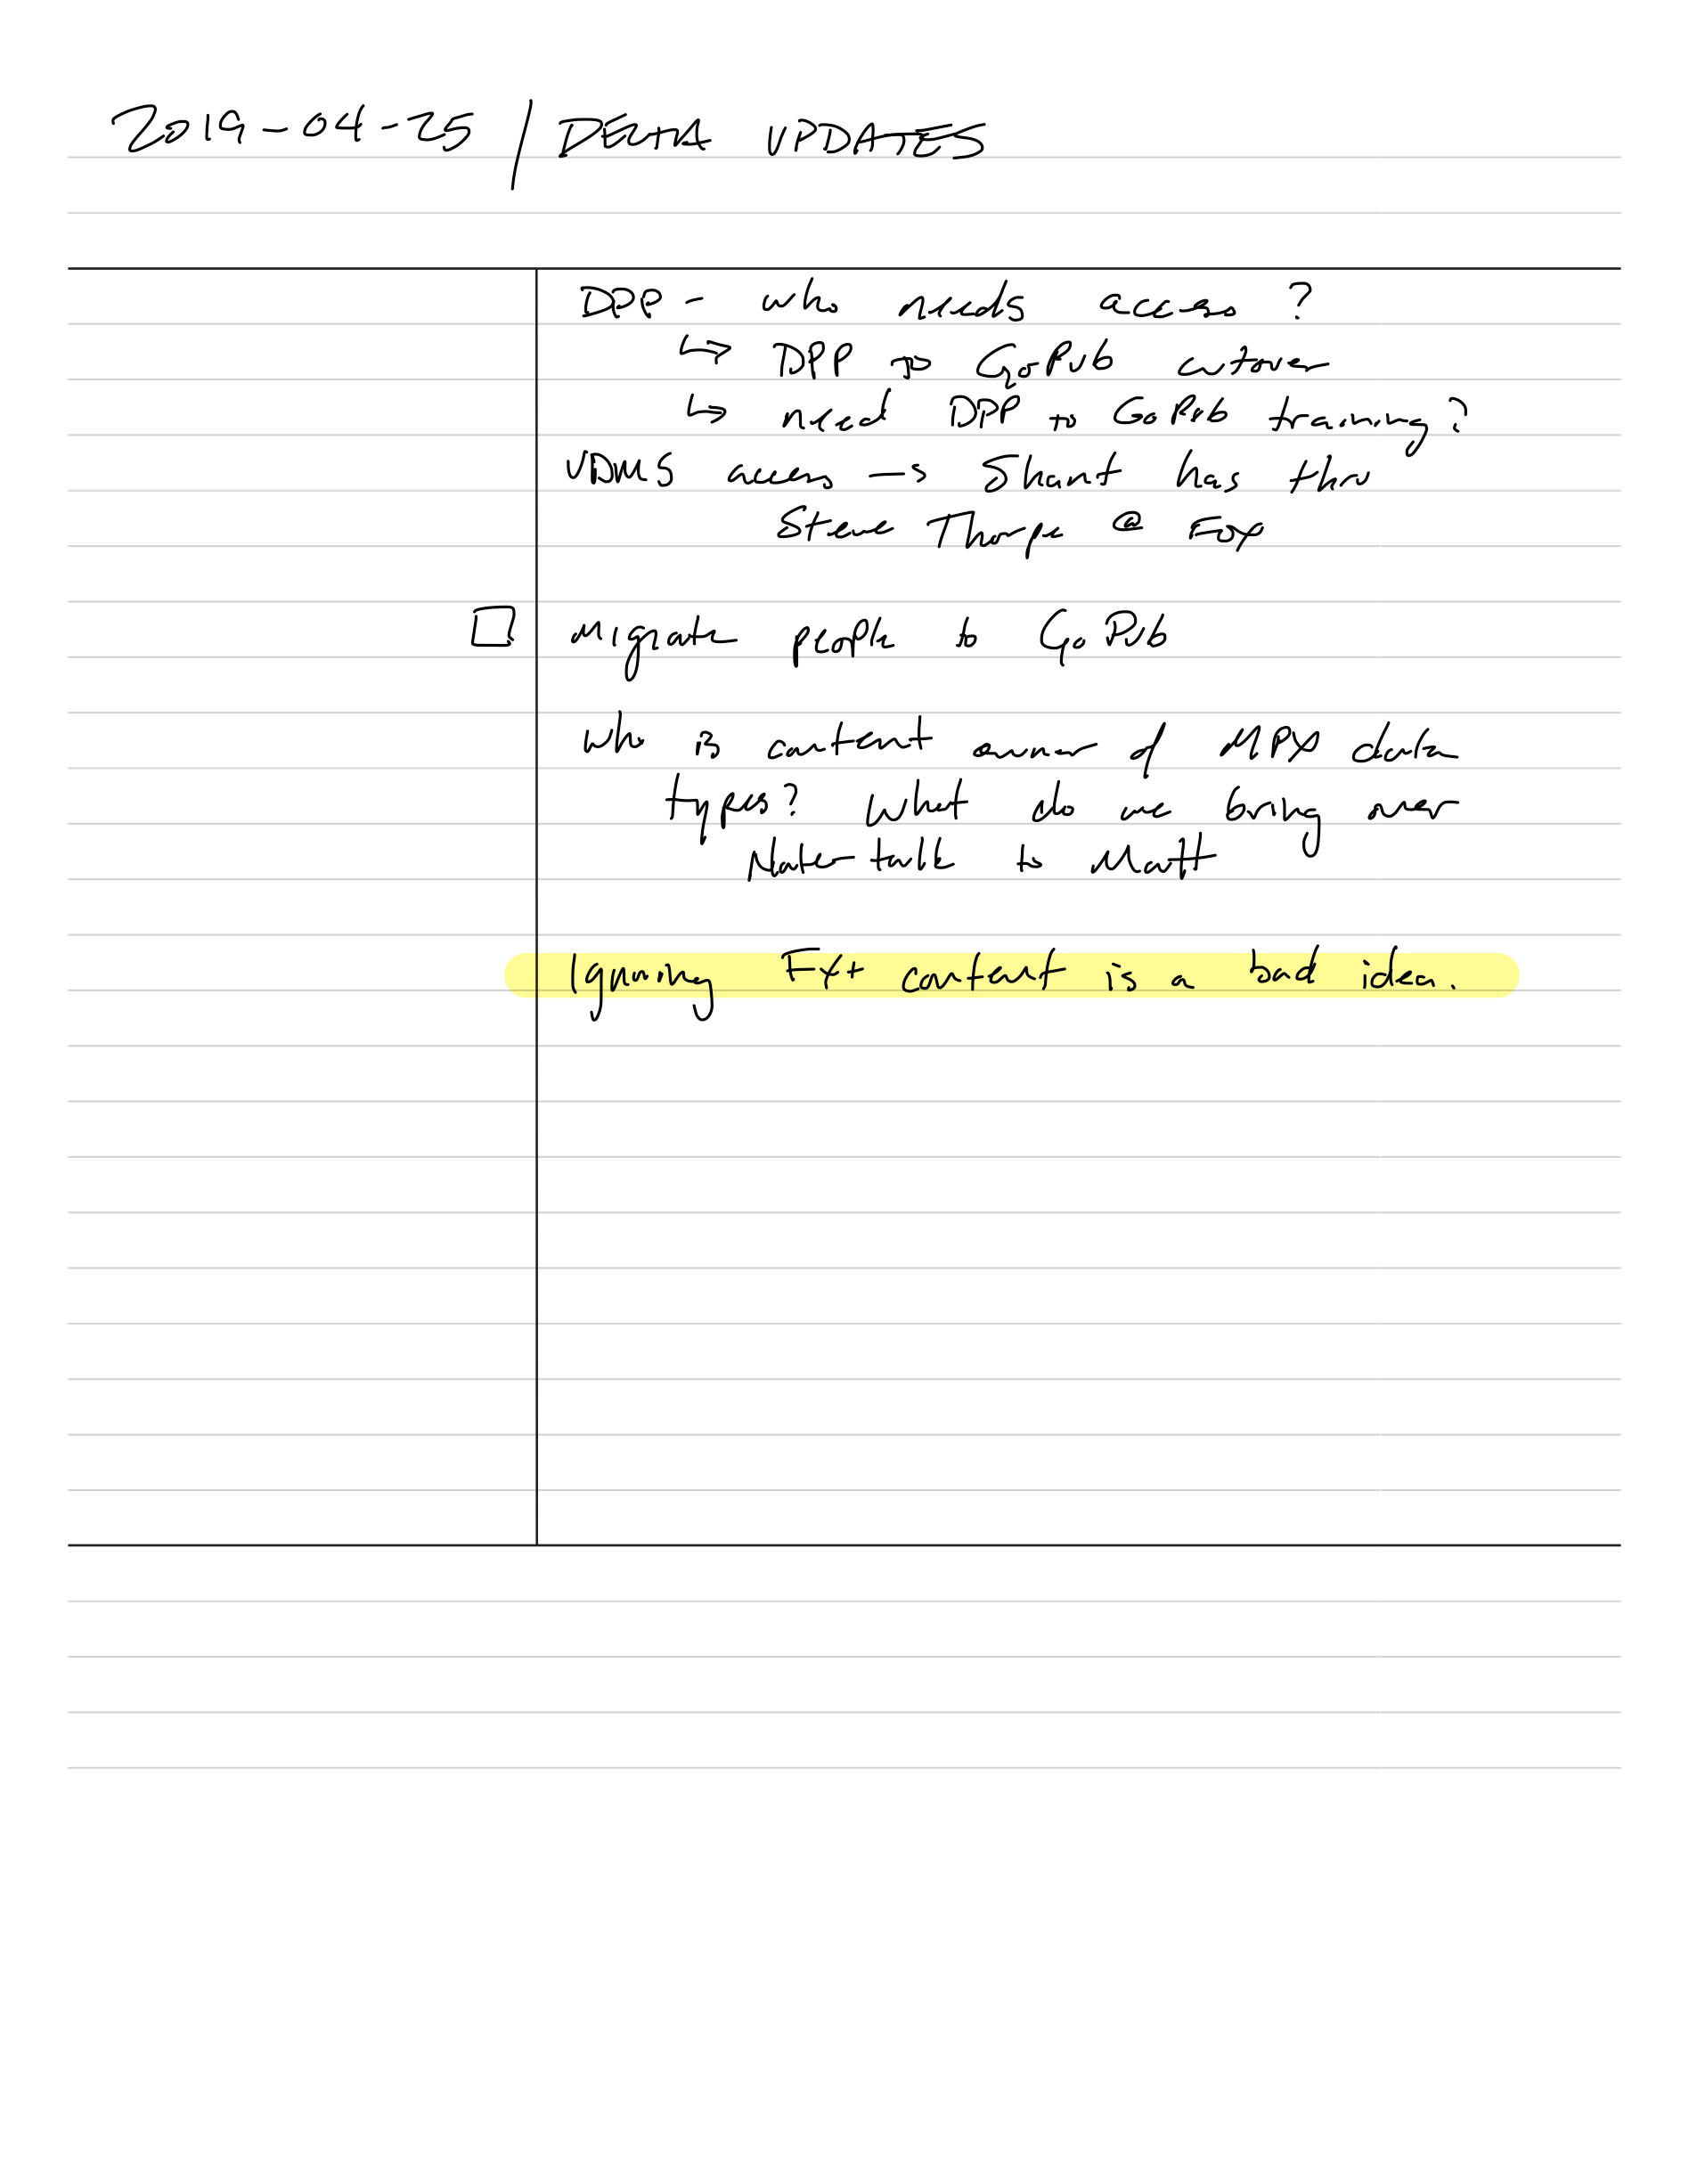 2019-04-25 / DELTA UPDATES
DPP - who needs access?
↳ DPP to GoPub cutover
↳ need DPP to GoPub training?
VDMS access → Shant has thru
Steve Thorpe @ Fox
☐ Migrate people to GoPub
Who is content owner of MPX data
types? What do we bring over
Nate talk to Matt
Ignoring FX+ content is a bad idea.